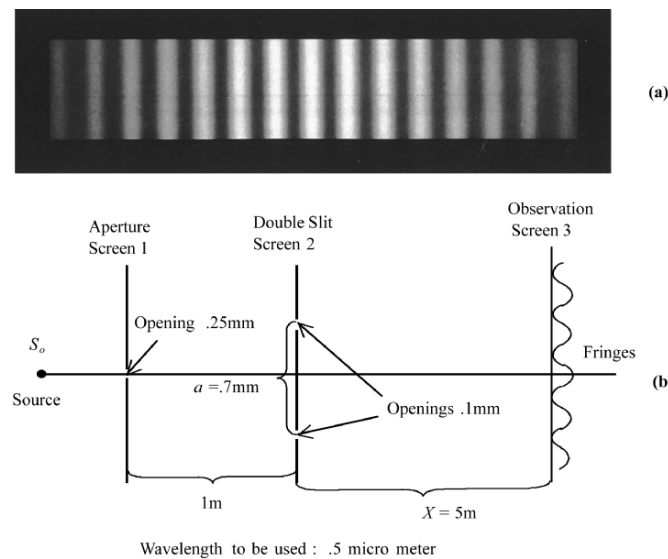 (a)
Observation
Screen 3
Double Slit
Screen 2
Aperture
Screen 1
Opening .25mm
So
Fringes
Source
a =.7mm
Openings .1mm
(b
1m
X = 5m
Wavelength to be used : .5 micro meter